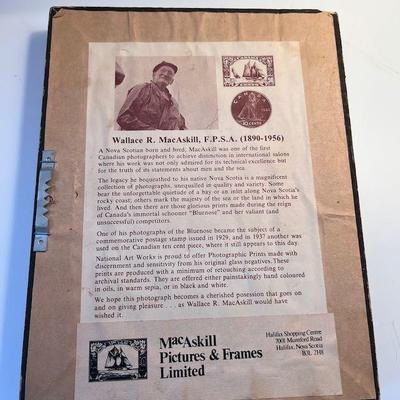 CANADA
CANADA
10 CENTS
Wallace R. MacAskill, F.P.S.A. (1890-1956)
A Nova Scotian born and bred, MacAskill was one of the first
Canadian photographers to achieve distinction in international salons
where his work was not only admired for its technical excellence but
for the truth of its statements about men and the sea.
The legacy he bequeathed to his native Nova Scotia is a magnificent
collection of photographs, unequalled in quality and variety. Some
bear the unforgettable quietude of a bay or an inlet along Nova Scotia's
rocky coast; others mark the majesty of the sea or the land in which he
lived. And then there are those glorious prints made during the reign
of Canada's immortal schooner "Bluenose" and her valiant (and
unsuccessful) competitors.
One of his photographs of the Bluenose became the subject of a
commemorative postage stamp issued in 1929, and in 1937 another was
used on the Canadian ten cent piece, where it still appears to this day.
National Art Works is proud to offer Photographic Prints made with
discernment and sensitivity from his original glass negatives. These
prints are produced with a minimum of retouching according to
archival standards. They are offered either painstakingly hand coloured
in oils, in warm sepia, or in black and white.
We hope this photograph becomes a cherished posession that goes on
and on giving pleasure . . . as Wallace R. MacAskill would have
wished it.
MacAskill
Pictures & Frames
Limited
Halifax Shopping Centre
7001 Mumford Road
Halifax, Nova Scotia
B3L 2H8